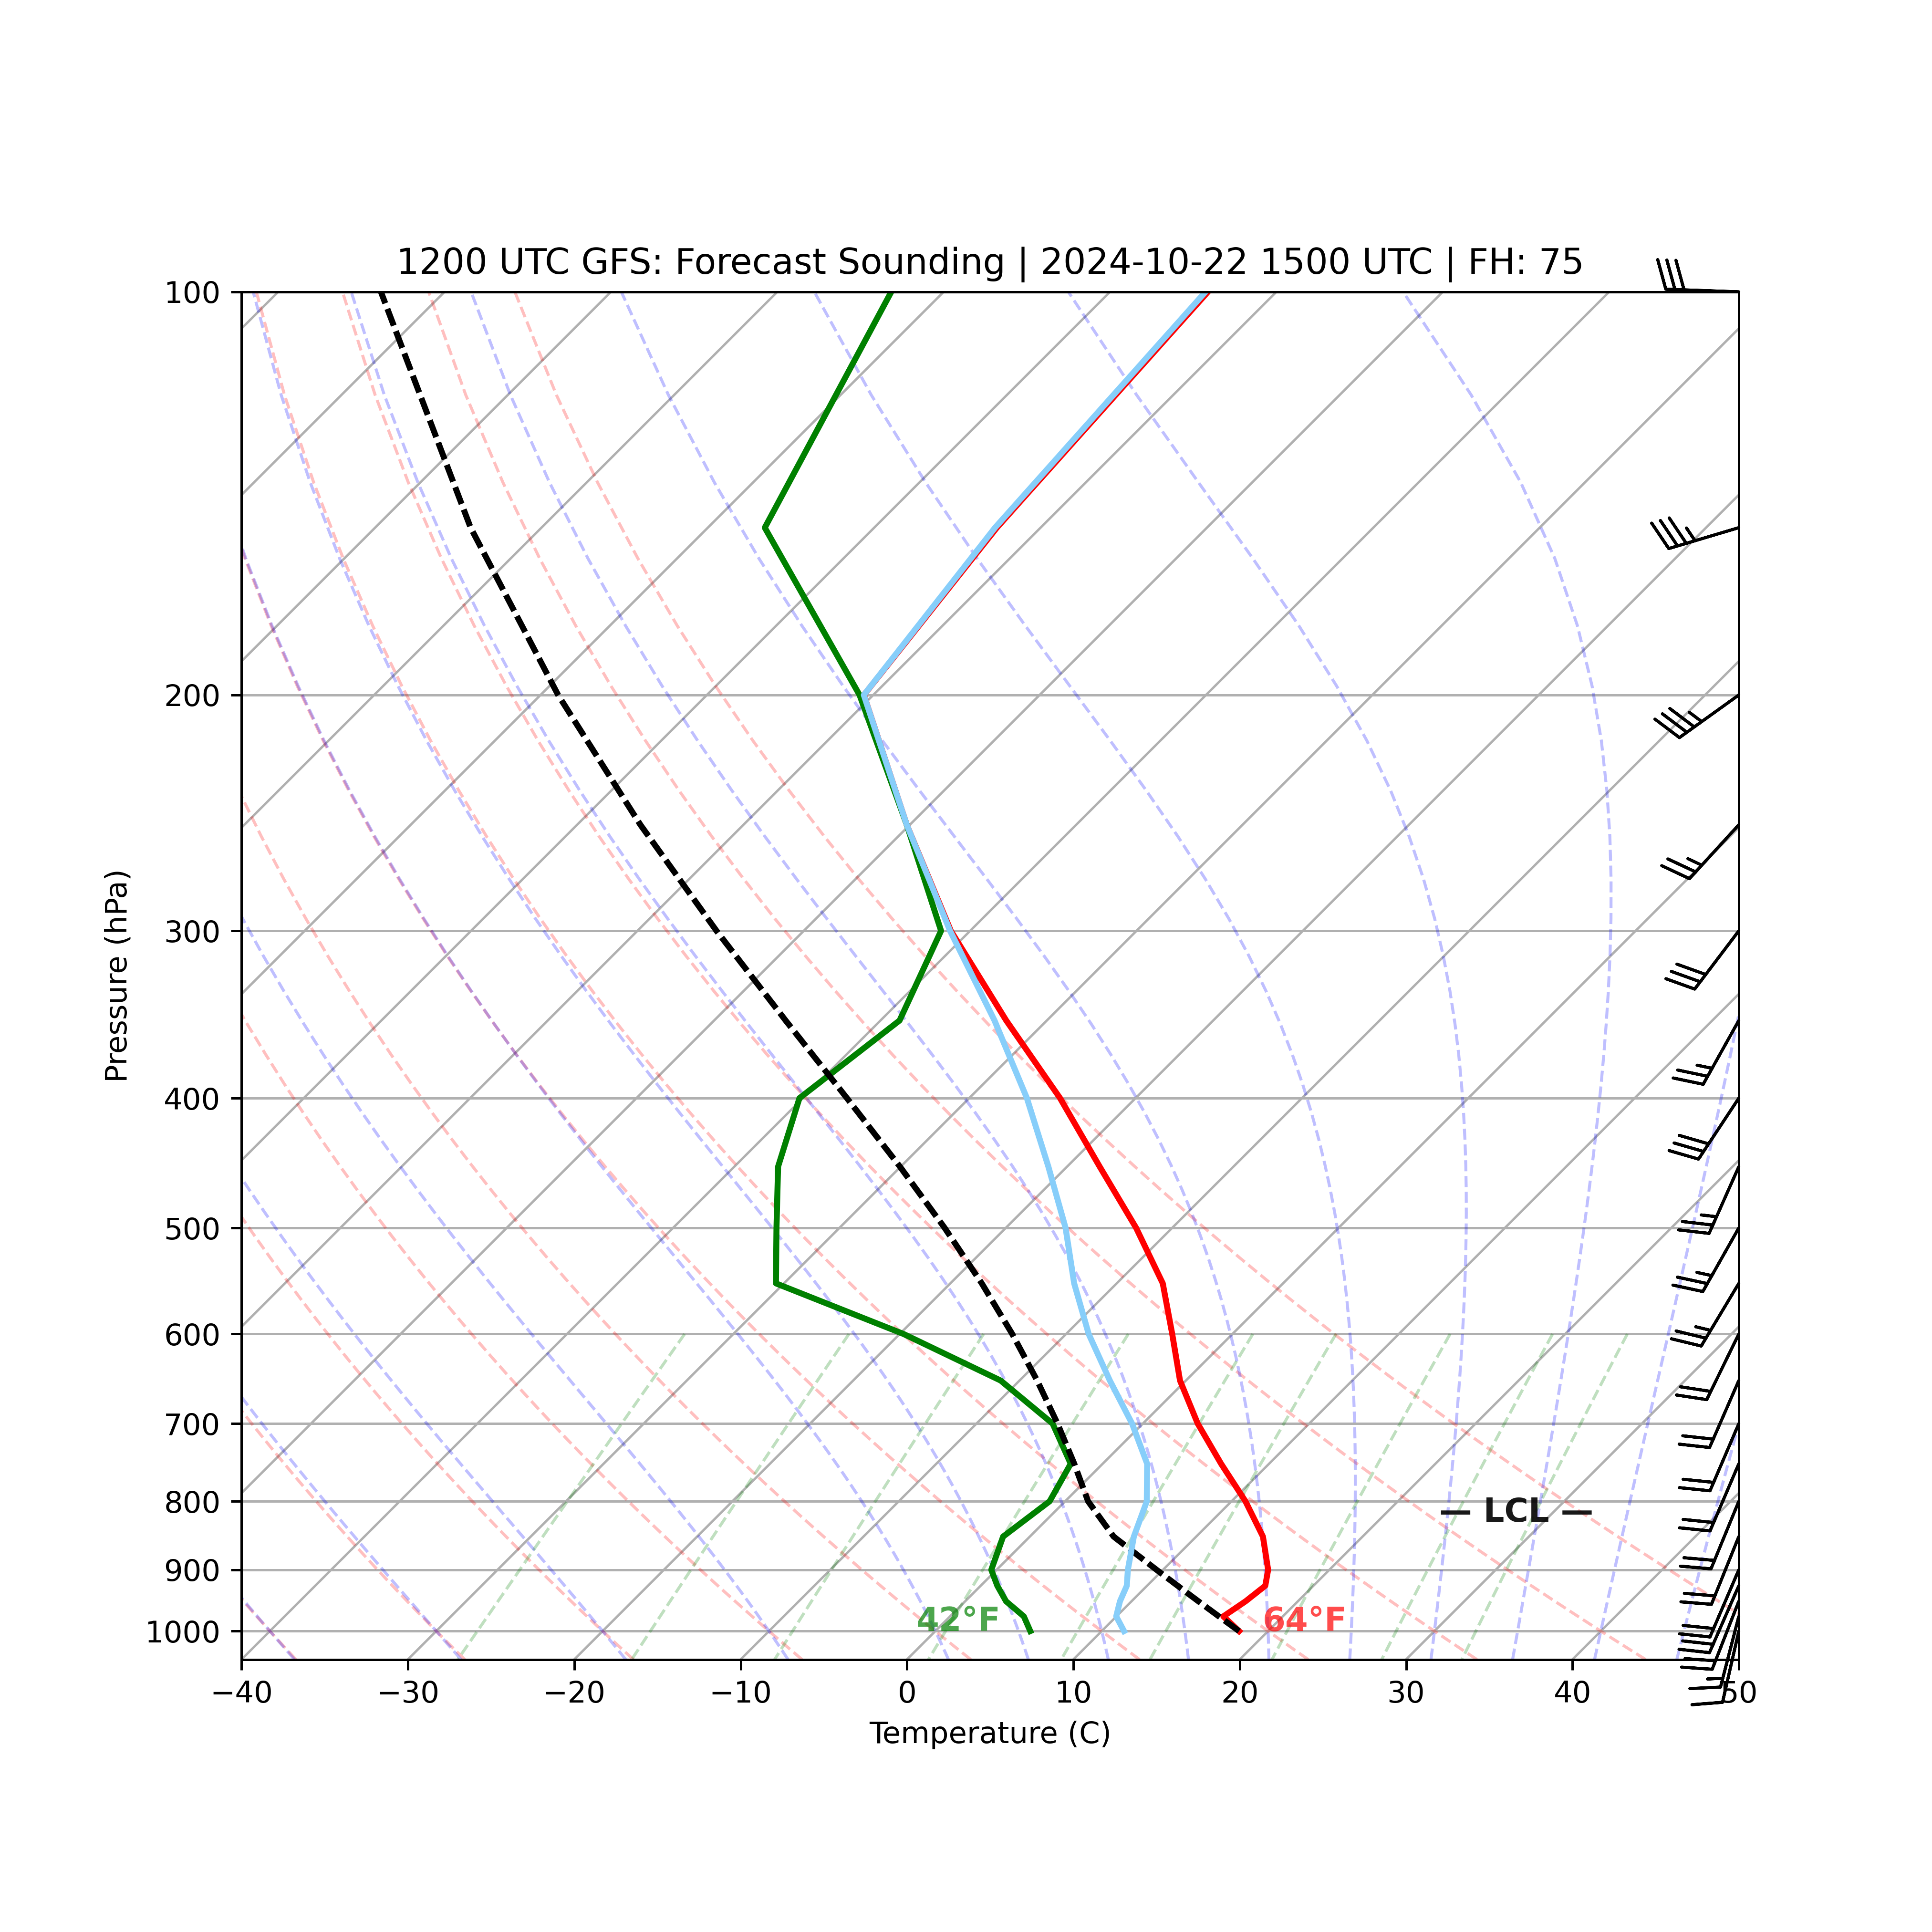 1200 UTC GFS: Forecast Sounding | 2024-10-22 1500 UTC | FH: 75
100
200
300
400
500
600
700
800
900
1000
Pressure (hPa)
— LCL —
42°F
64°F
−40 −30 −20 −10 0 10 20 30 40 50
Temperature (C)